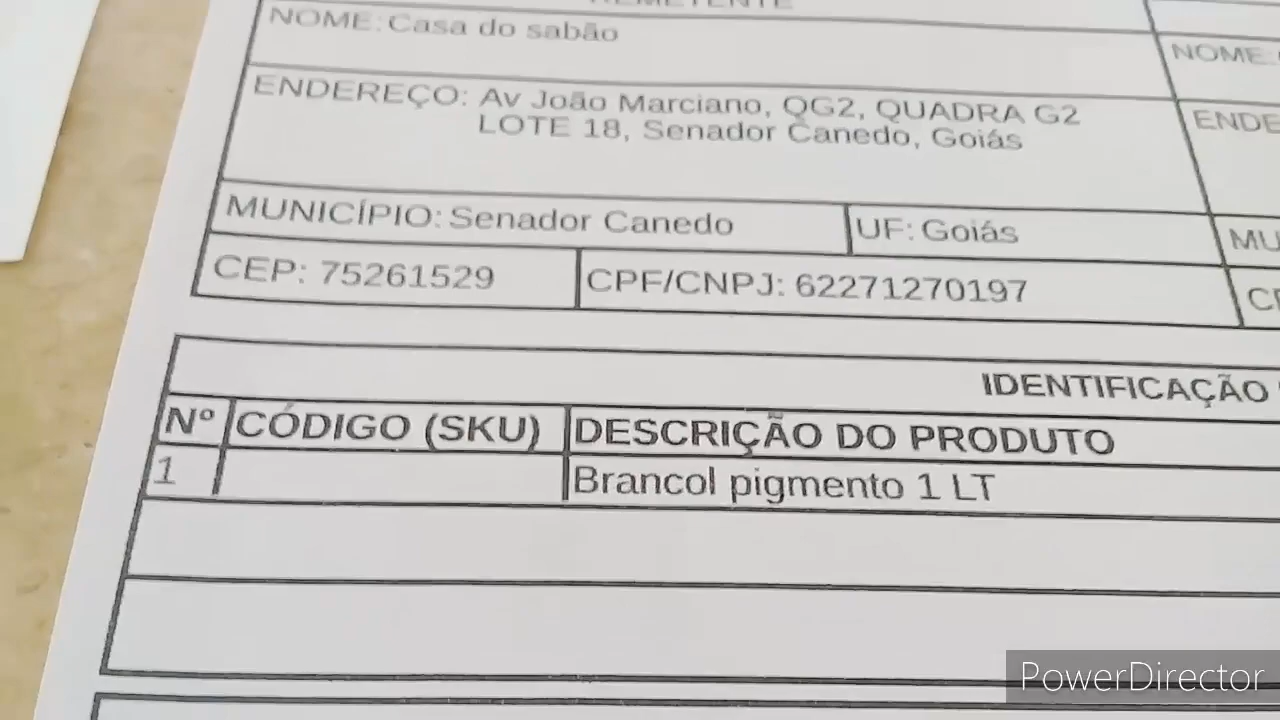 REMETENTE
NOME: Casa do sabão
NOME:
ENDEREÇO: Av João Marciano, QG2, QUADRA G2
LOTE 18, Senador Canedo, Goiás
ENDE
MUNICÍPIO: Senador Canedo
UF: Goiás
MU
CEP: 75261529
CPF/CNPJ: 62271270197
IDENTIFICAÇÃO
Nº
CÓDIGO (SKU)
DESCRIÇÃO DO PRODUTO
1
Brancol pigmento 1 LT
PowerDirector